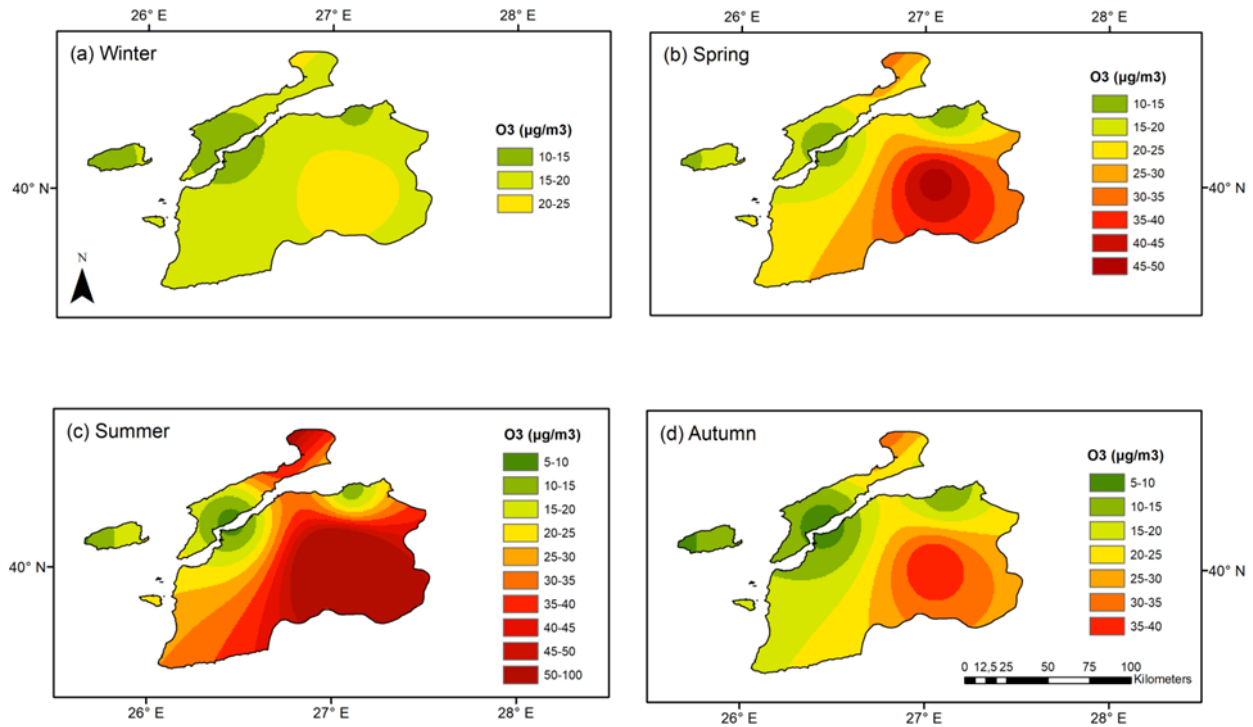 26° E 27° E 28° E
26° E 27° E 28° E
(a) Winter
O3 (µg/m3)
10-15
15-20
20-25
40° N
N
(b) Spring
O3 (µg/m3)
10-15
15-20
20-25
25-30
30-35
35-40
40-45
45-50
40° N
(c) Summer
O3 (µg/m3)
5-10
10-15
15-20
20-25
25-30
30-35
35-40
40-45
45-50
50-100
40° N
(d) Autumn
O3 (µg/m3)
5-10
10-15
15-20
20-25
25-30
30-35
35-40
40° N
0 12,5 25 50 75 100
Kilometers
26° E 27° E 28° E
26° E 27° E 28° E